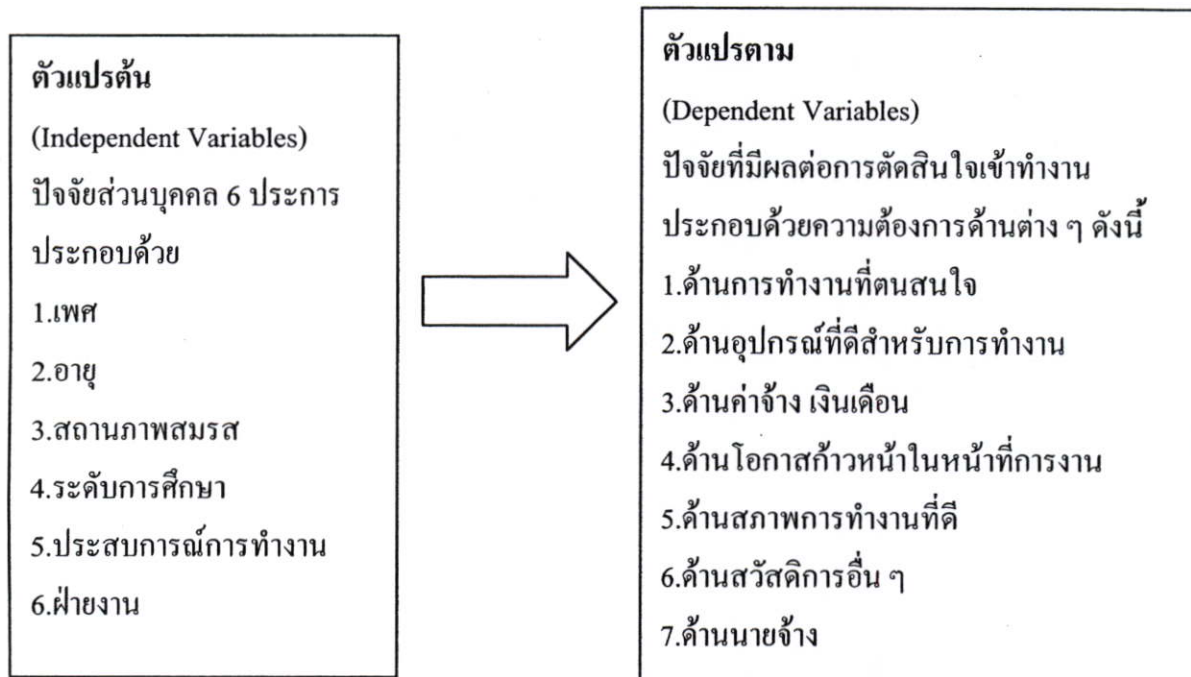 ตัวแปรต้น
(Independent Variables)
ปัจจัยส่วนบุคคล 6 ประการ
ประกอบด้วย
1.เพศ
2.อายุ
3.สถานภาพสมรส
4.ระดับการศึกษา
5.ประสบการณ์การทำงาน
6.ฝ่ายงาน
ตัวแปรตาม
(Dependent Variables)
ปัจจัยที่มีผลต่อการตัดสินใจเข้าทำงาน
ประกอบด้วยความต้องการด้านต่าง ๆ ดังนี้
1.ด้านการทำงานที่ตนสนใจ
2.ด้านอุปกรณ์ที่ดีสำหรับการทำงาน
3.ด้านค่าจ้าง เงินเดือน
4.ด้านโอกาสก้าวหน้าในหน้าที่การงาน
5.ด้านสภาพการทำงานที่ดี
6.ด้านสวัสดิการอื่น ๆ
7.ด้านนายจ้าง